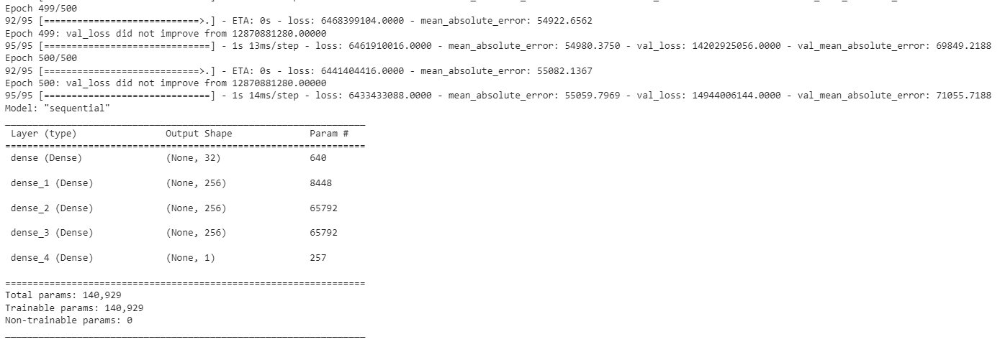 Epoch 499/500
92/95 [============================>.] - ETA: 0s - loss: 6468399104.0000 - mean_absolute_error: 54922.6562
Epoch 499: val_loss did not improve from 12870881280.00000
95/95 [==============================] - 1s 13ms/step - loss: 6461910016.0000 - mean_absolute_error: 54980.3750 - val_loss: 14202925056.0000 - val_mean_absolute_error: 69849.2188
Epoch 500/500
92/95 [============================>.] - ETA: 0s - loss: 6441404416.0000 - mean_absolute_error: 55082.1367
Epoch 500: val_loss did not improve from 12870881280.00000
95/95 [==============================] - 1s 14ms/step - loss: 6433433088.0000 - mean_absolute_error: 55059.7969 - val_loss: 14944006144.0000 - val_mean_absolute_error: 71055.7188
Model: "sequential"
_________________________________________________________________
Layer (type) Output Shape Param #
=================================================================
dense (Dense) (None, 32) 640
dense_1 (Dense) (None, 256) 8448
dense_2 (Dense) (None, 256) 65792
dense_3 (Dense) (None, 256) 65792
dense_4 (Dense) (None, 1) 257
=================================================================
Total params: 140,929
Trainable params: 140,929
Non-trainable params: 0
_________________________________________________________________